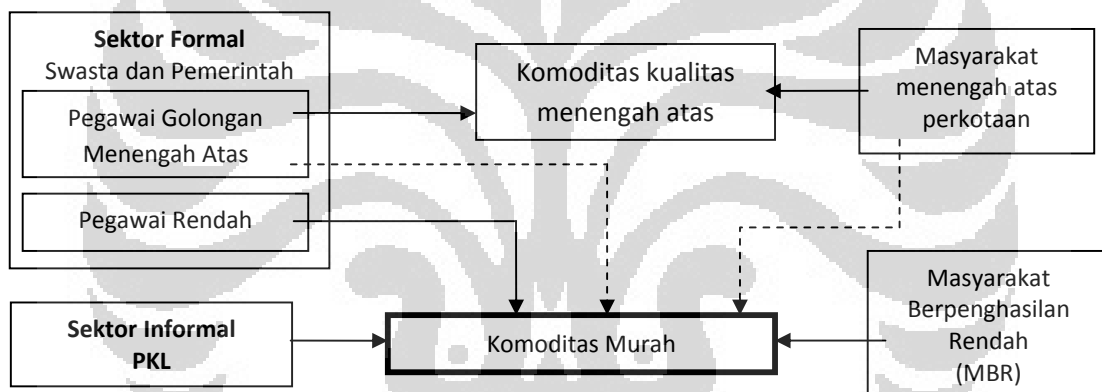 Sektor Formal
Swasta dan Pemerintah
Pegawai Golongan
Menengah Atas
Pegawai Rendah
Komoditas kualitas
menengah atas
Masyarakat
menengah atas
perkotaan
Sektor Informal
PKL
Komoditas Murah
Masyarakat
Berpenghasilan
Rendah
(MBR)